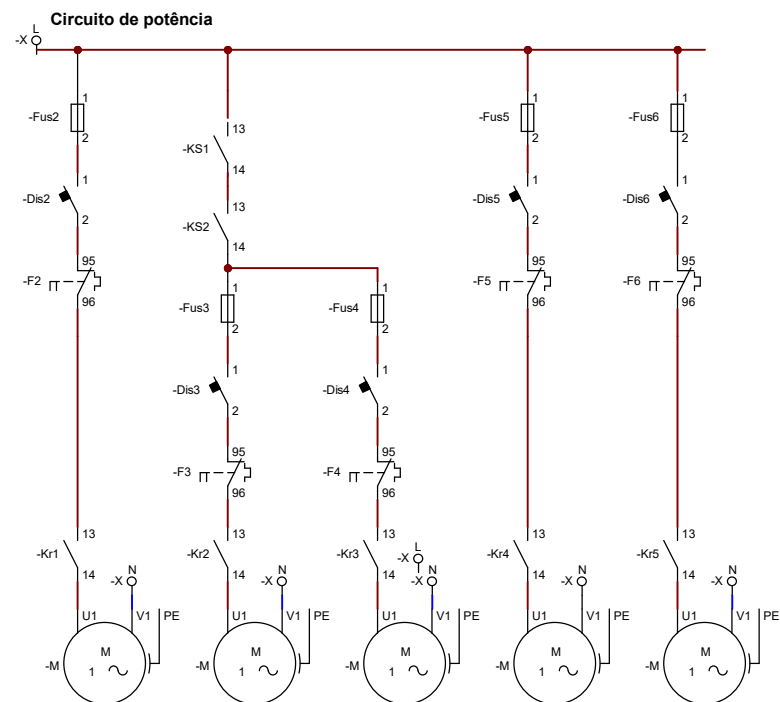 Circuito de potência
L
-X
1
-Fus2
2
1
-Dis2
2
95
-F2
96
13
-KS1
14
13
-KS2
14
1
-Fus3
2
1
-Fus4
2
1
-Dis3
2
1
-Dis4
2
95
-F3
96
95
-F4
96
1
-Fus5
2
1
-Dis5
2
95
-F5
96
1
-Fus6
2
1
-Dis6
2
95
-F6
96
13
-Kr1
14
13
-Kr2
14
13
-Kr3
14
L
-X
13
-Kr4
14
13
-Kr5
14
N
-X
N
-X
N
-X
N
-X
N
-X
U1 V1 PE
U1 V1 PE
U1 V1 PE
U1 V1 PE
U1 V1 PE
-M M 1
-M M 1
-M M 1
-M M 1
-M M 1